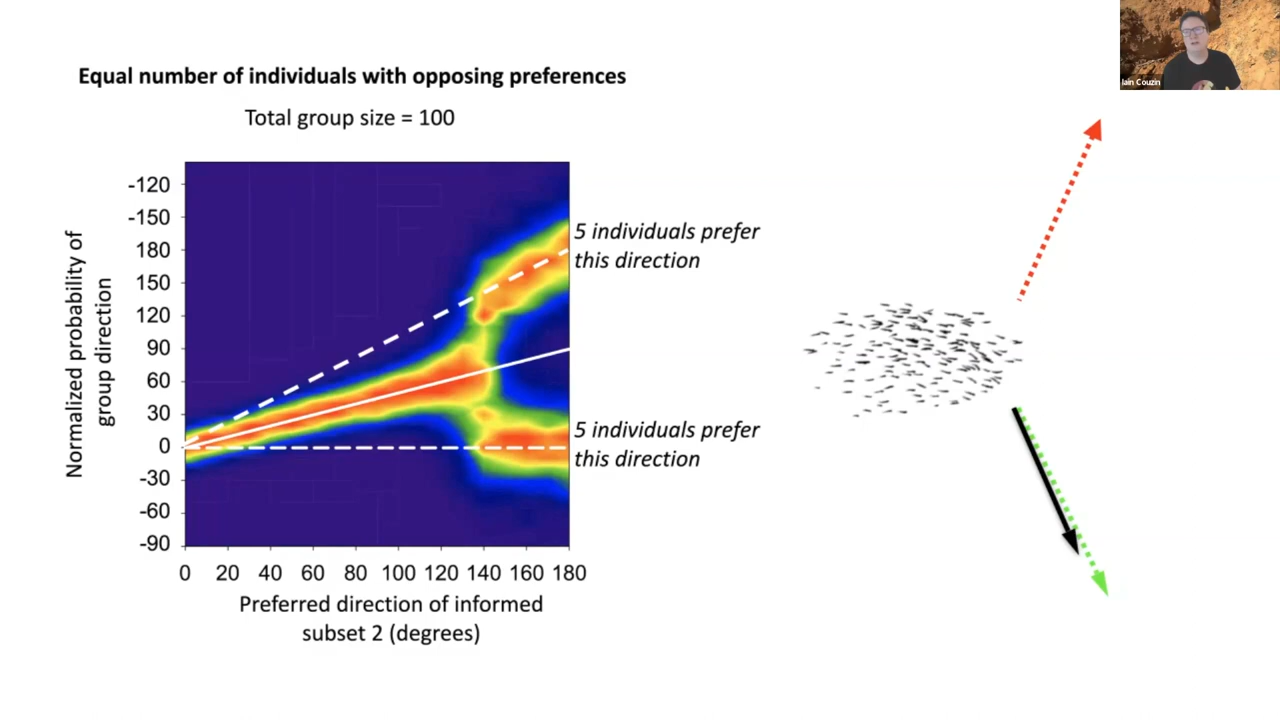 Iain Couzin
Equal number of individuals with opposing preferences
Total group size = 100
Normalized probability of
group direction
-120
-150
180
150
120
90
60
30
0
-30
-60
-90
5 individuals prefer
this direction
5 individuals prefer
this direction
0 20 40 60 80 100 120 140 160 180
Preferred direction of informed
subset 2 (degrees)